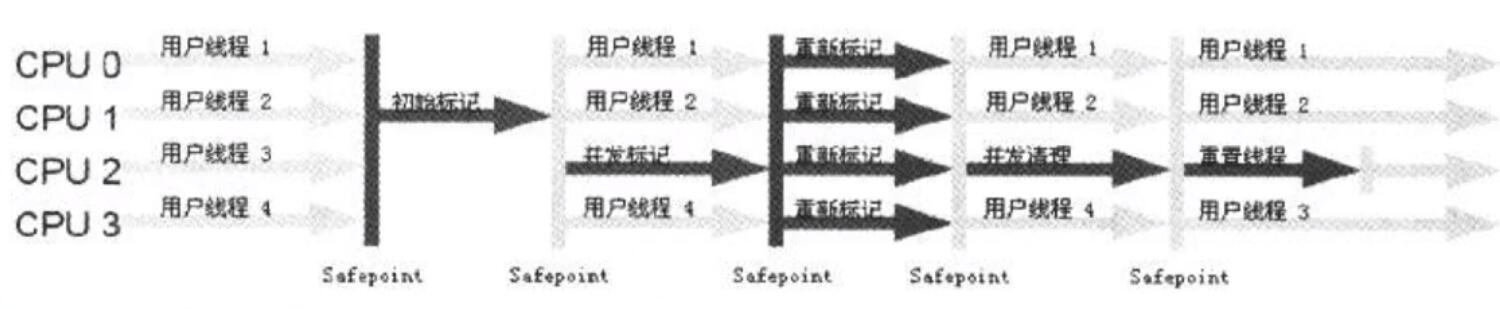 CPU 0 用户线程 1 用户线程 1 重新标记 用户线程 1 用户线程 1
CPU 1 用户线程 2 初始标记 用户线程 2 重新标记 用户线程 2 用户线程 2
CPU 2 用户线程 3 并发标记 重新标记 并发清理 重置线程
CPU 3 用户线程 4 用户线程 4 重新标记 用户线程 4 用户线程 3
Safepoint Safepoint Safepoint Safepoint Safepoint